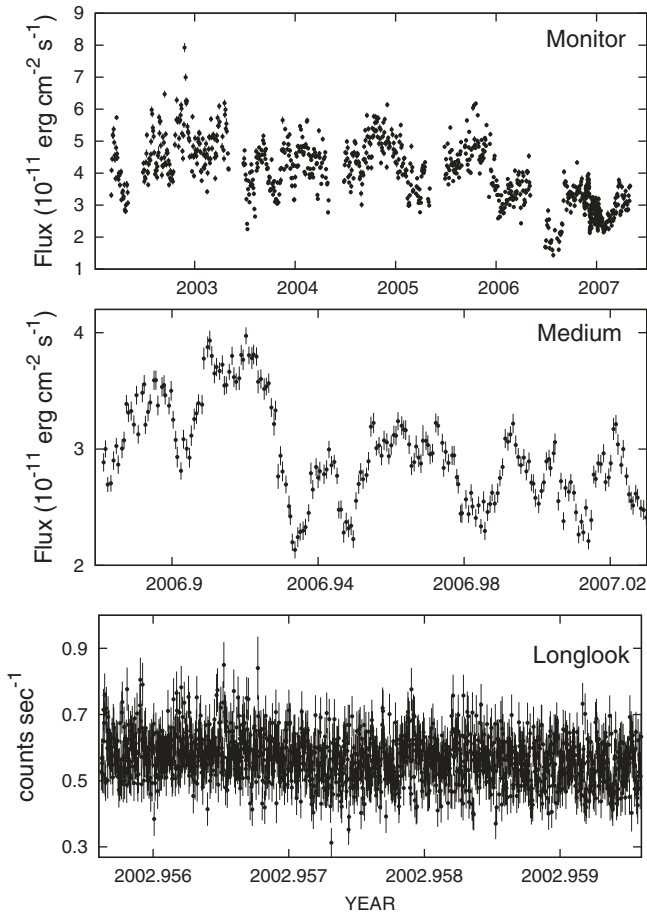 Monitor
Flux (10⁻¹¹ erg cm⁻² s⁻¹)
9
8
7
6
5
4
3
2
1
2003 2004 2005 2006 2007
Medium
Flux (10⁻¹¹ erg cm⁻² s⁻¹)
4
3
2
2006.9 2006.94 2006.98 2007.02
Longlook
counts sec⁻¹
0.9
0.7
0.5
0.3
2002.956 2002.957 2002.958 2002.959
YEAR